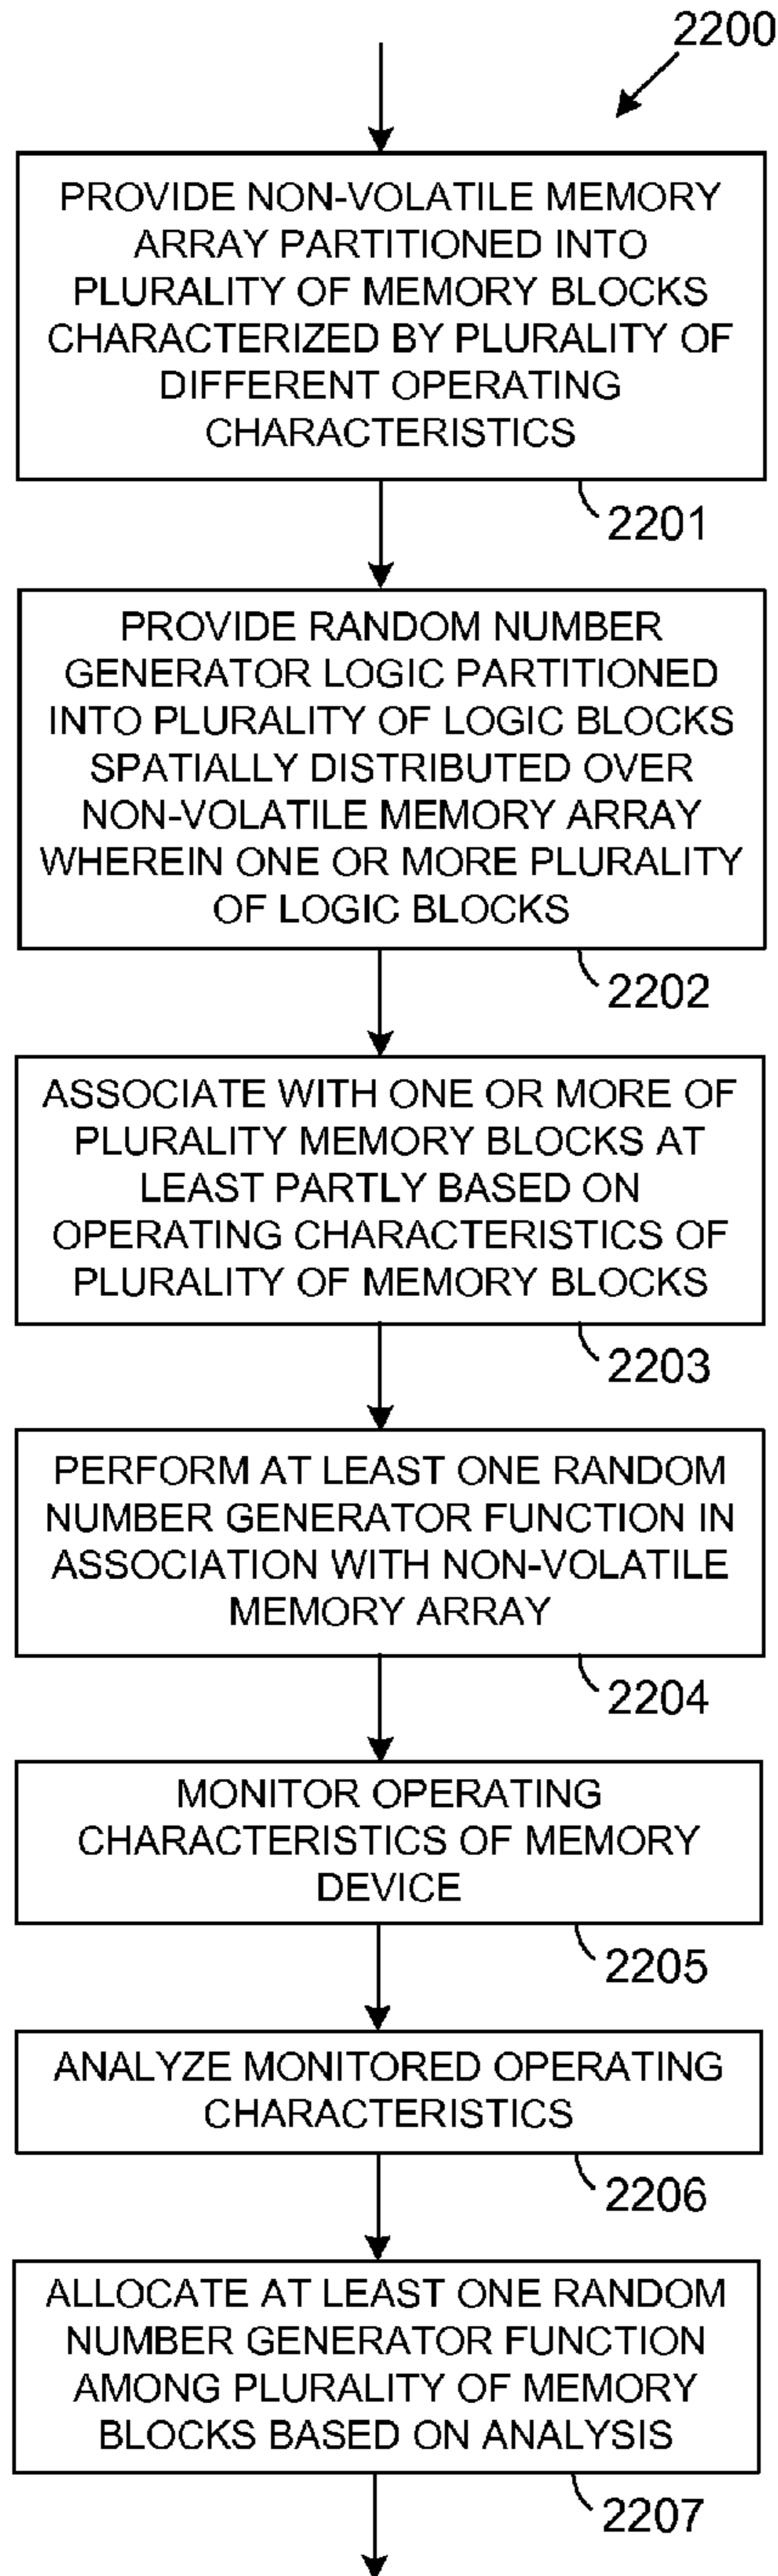 2200
PROVIDE NON-VOLATILE MEMORY
ARRAY PARTITIONED INTO
PLURALITY OF MEMORY BLOCKS
CHARACTERIZED BY PLURALITY OF
DIFFERENT OPERATING
CHARACTERISTICS
2201
PROVIDE RANDOM NUMBER
GENERATOR LOGIC PARTITIONED
INTO PLURALITY OF LOGIC BLOCKS
SPATIALLY DISTRIBUTED OVER
NON-VOLATILE MEMORY ARRAY
WHEREIN ONE OR MORE PLURALITY
OF LOGIC BLOCKS
2202
ASSOCIATE WITH ONE OR MORE OF
PLURALITY MEMORY BLOCKS AT
LEAST PARTLY BASED ON
OPERATING CHARACTERISTICS OF
PLURALITY OF MEMORY BLOCKS
2203
PERFORM AT LEAST ONE RANDOM
NUMBER GENERATOR FUNCTION IN
ASSOCIATION WITH NON-VOLATILE
MEMORY ARRAY
2204
MONITOR OPERATING
CHARACTERISTICS OF MEMORY
DEVICE
2205
ANALYZE MONITORED OPERATING
CHARACTERISTICS
2206
ALLOCATE AT LEAST ONE RANDOM
NUMBER GENERATOR FUNCTION
AMONG PLURALITY OF MEMORY
BLOCKS BASED ON ANALYSIS
2207